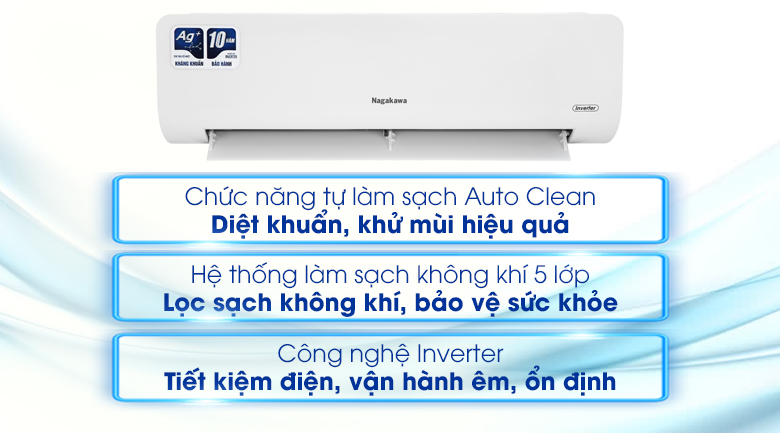 Ag+
KHÁNG KHUẨN
10 NĂM
BẢO HÀNH
Nagakawa
Inverter
Chức năng tự làm sạch Auto Clean
Diệt khuẩn, khử mùi hiệu quả
Hệ thống làm sạch không khí 5 lớp
Lọc sạch không khí, bảo vệ sức khỏe
Công nghệ Inverter
Tiết kiệm điện, vận hành êm, ổn định